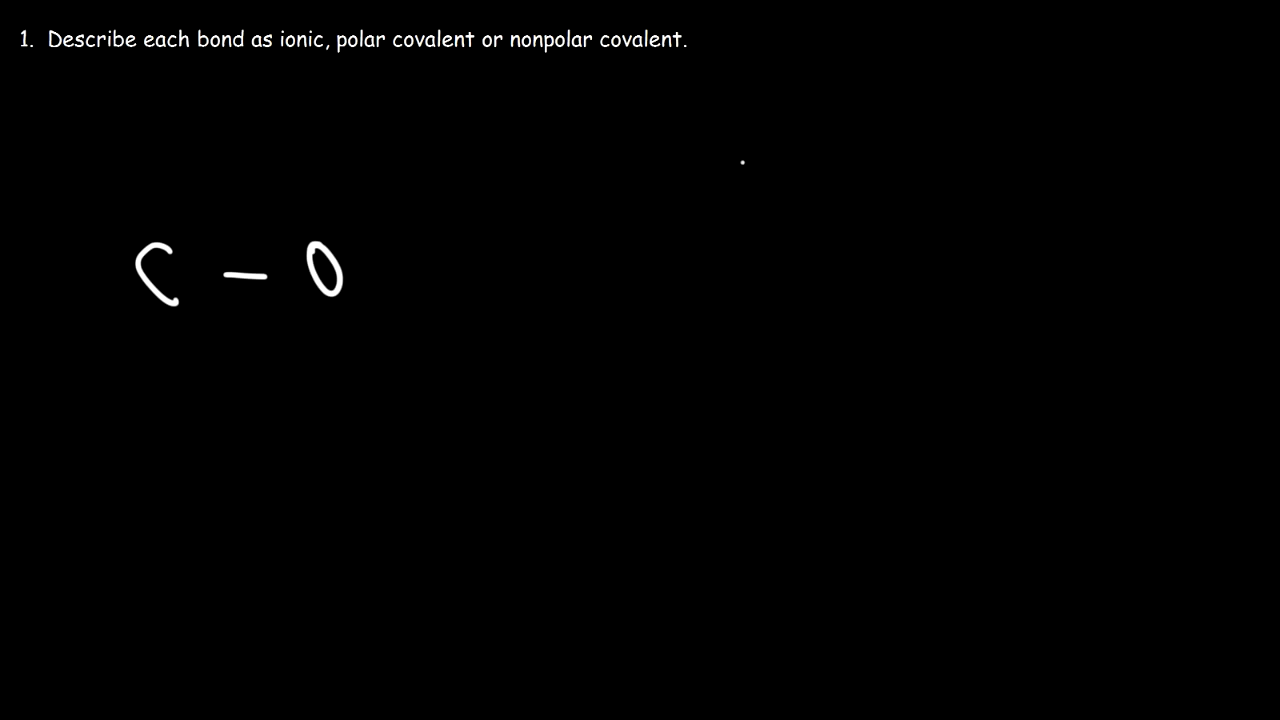 1. Describe each bond as ionic, polar covalent or nonpolar covalent.
C - O